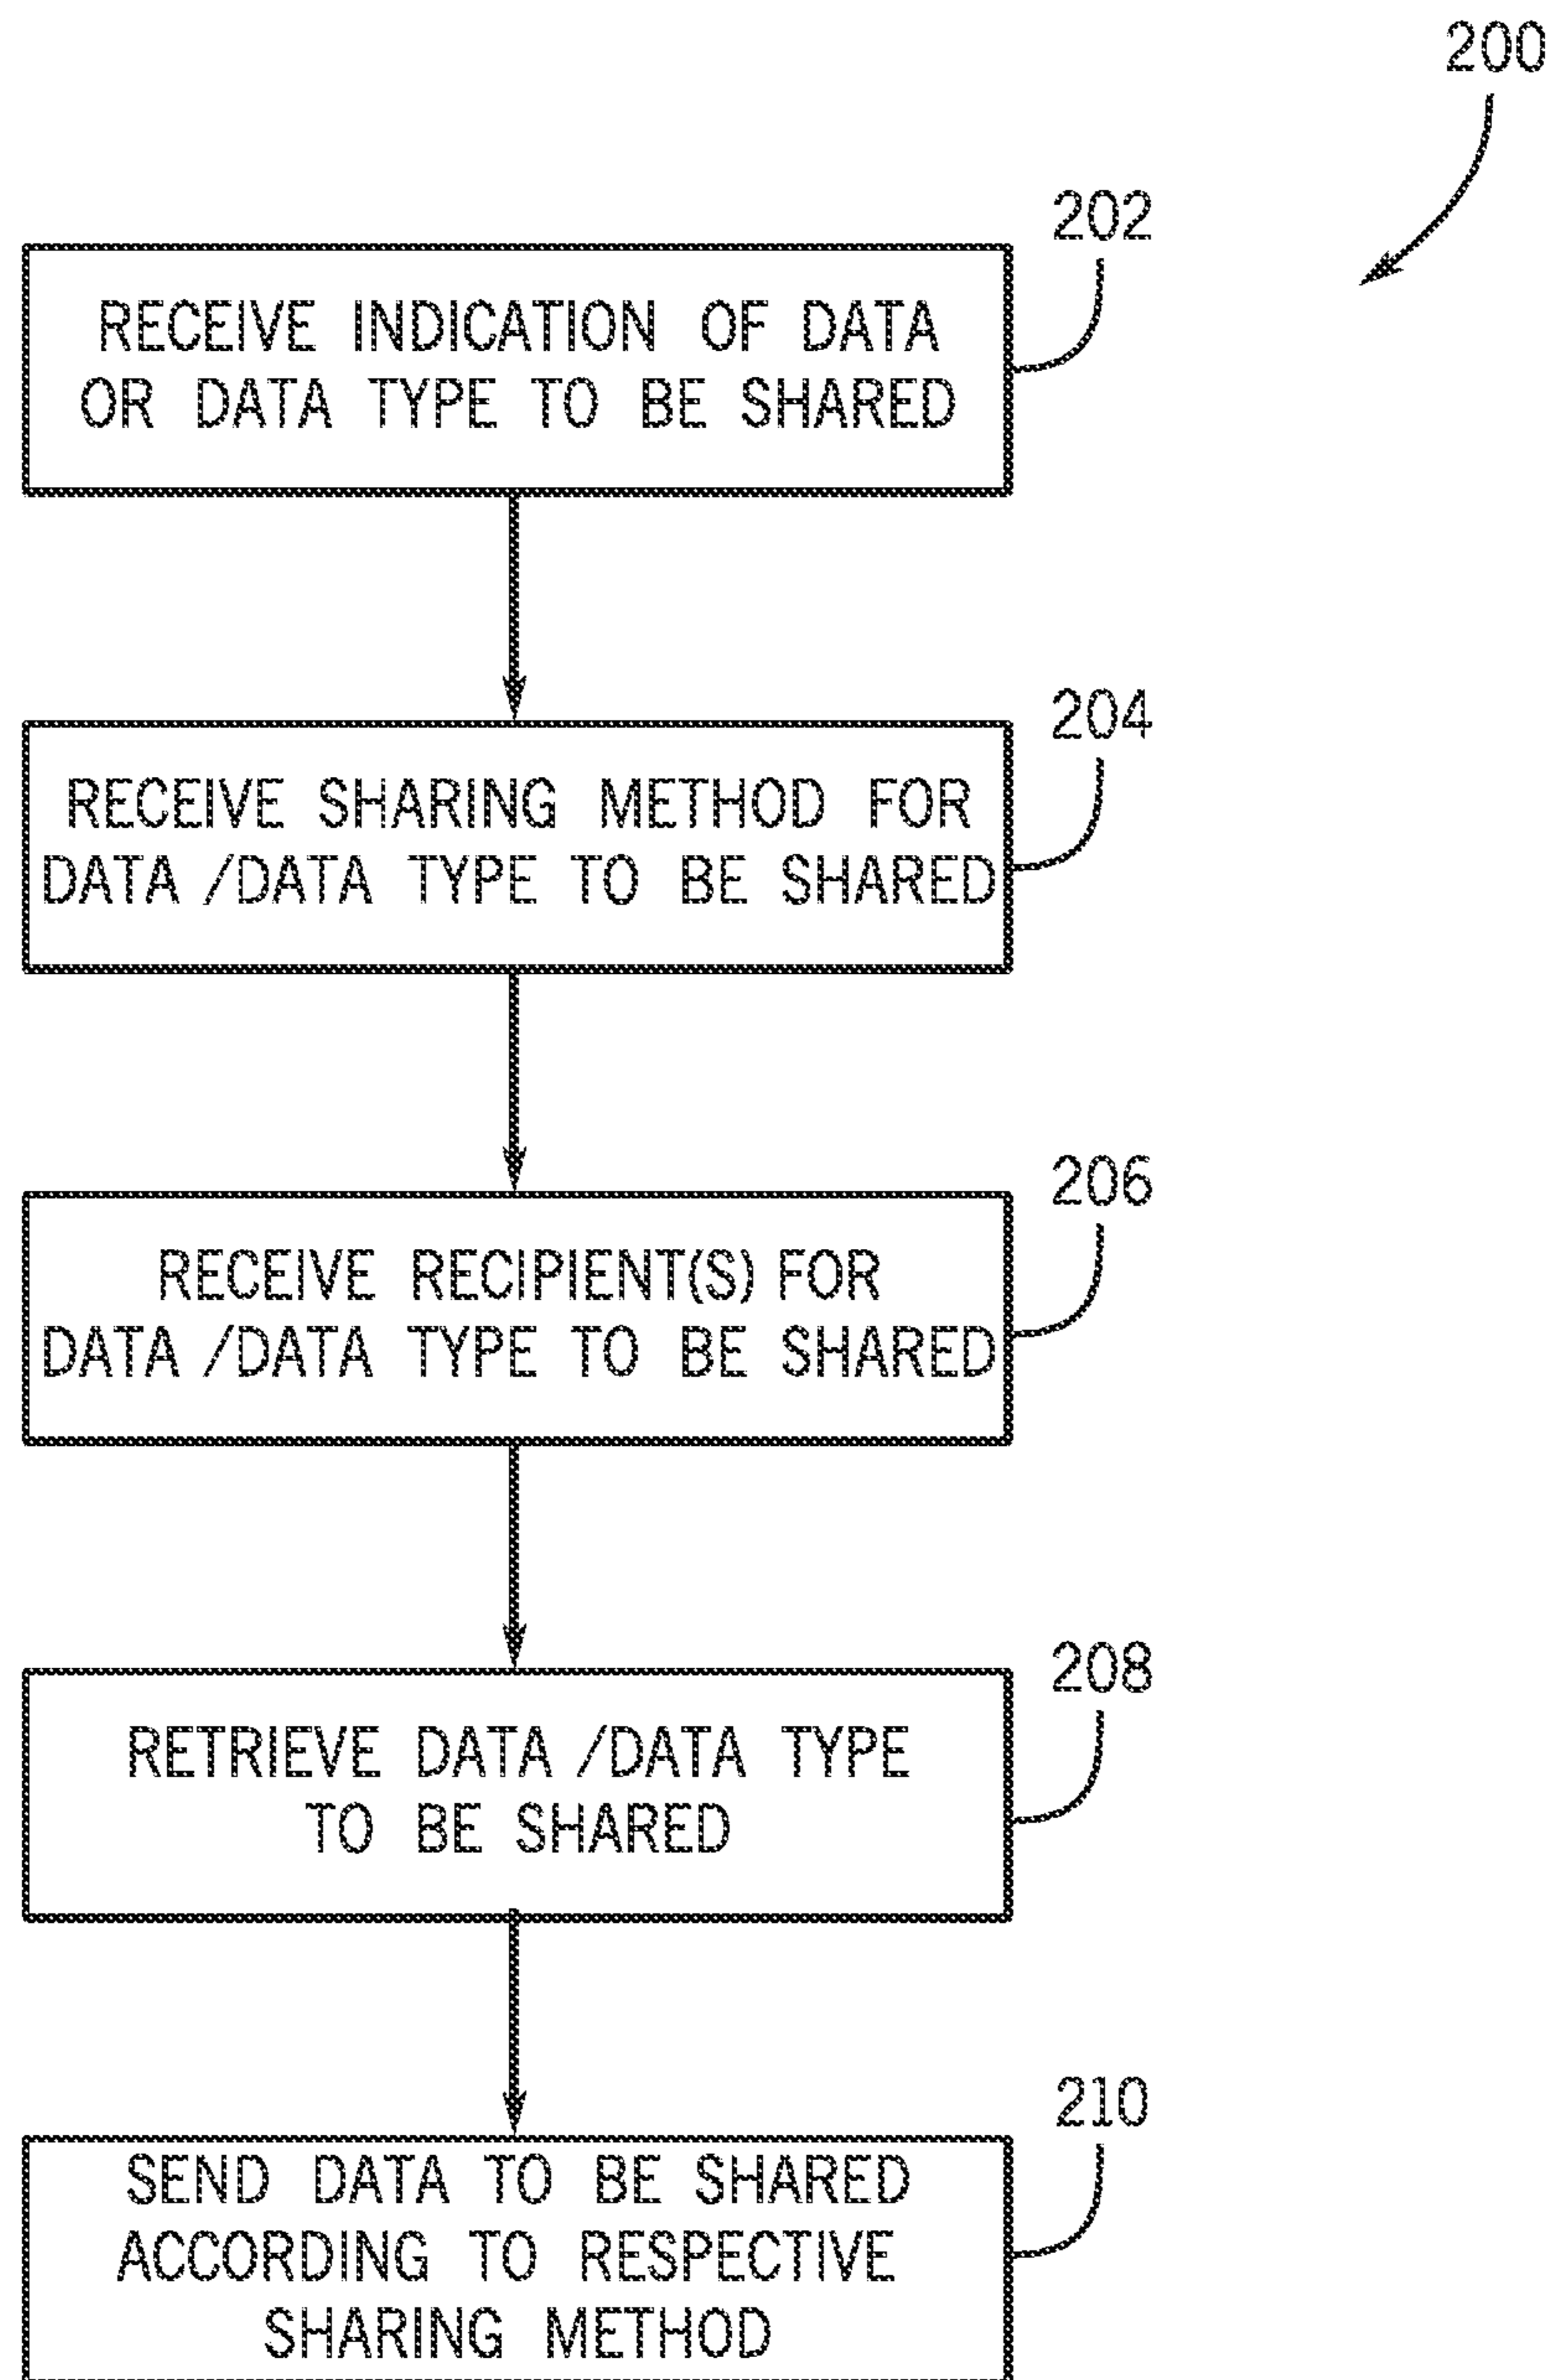 200
202
RECEIVE INDICATION OF DATA
OR DATA TYPE TO BE SHARED
204
RECEIVE SHARING METHOD FOR
DATA /DATA TYPE TO BE SHARED
206
RECEIVE RECIPIENT(S) FOR
DATA /DATA TYPE TO BE SHARED
208
RETRIEVE DATA /DATA TYPE
TO BE SHARED
210
SEND DATA TO BE SHARED
ACCORDING TO RESPECTIVE
SHARING METHOD